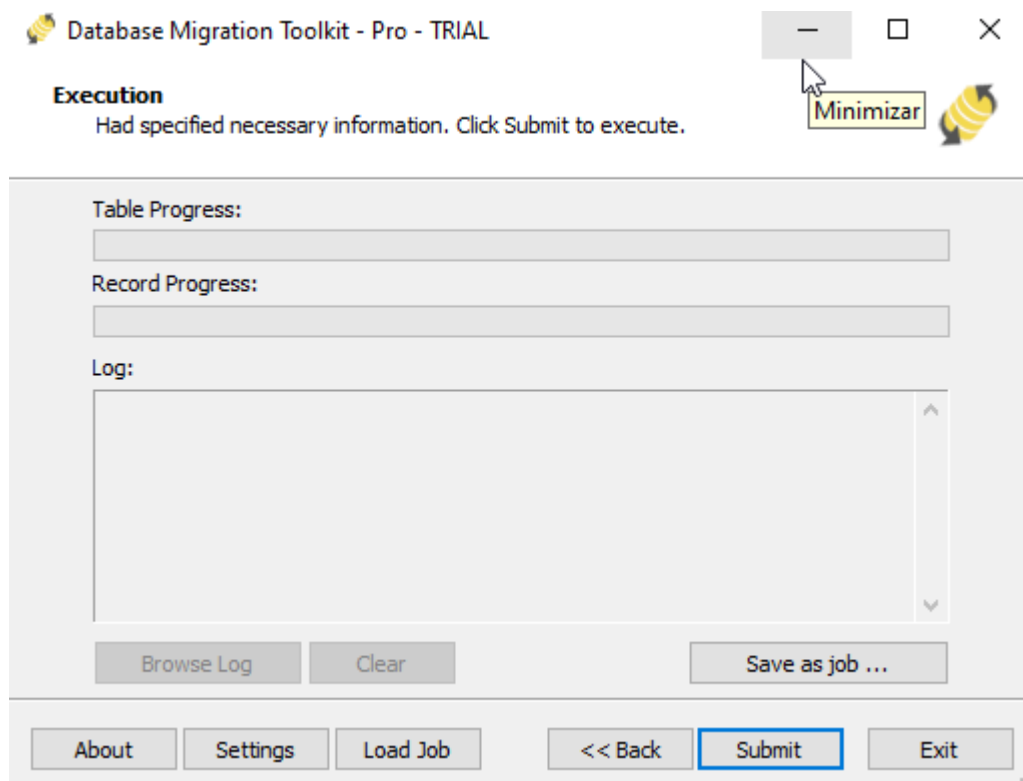 Database Migration Toolkit - Pro - TRIAL
Execution
Had specified necessary information. Click Submit to execute.
Minimizar
Table Progress:
Record Progress:
Log:
Browse Log
Clear
Save as job ...
About
Settings
Load Job
<< Back
Submit
Exit